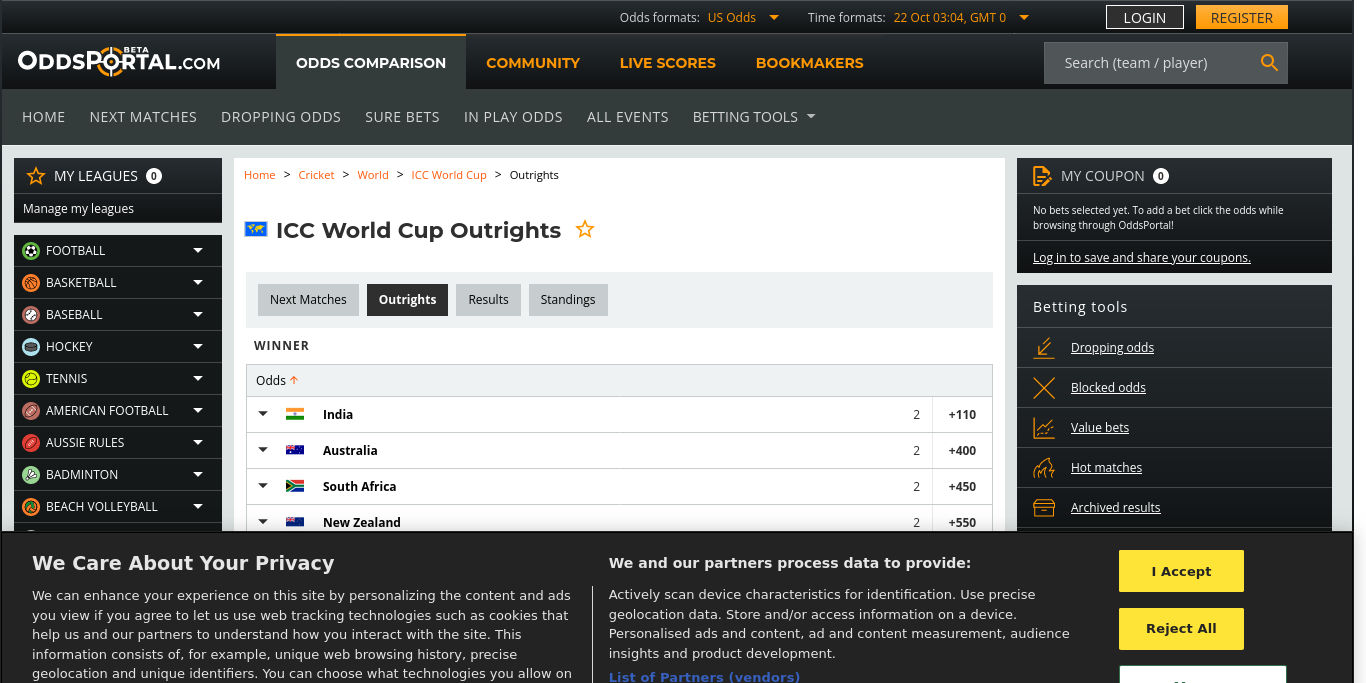 Odds formats: US Odds
Time formats: 22 Oct 03:04, GMT 0
LOGIN
REGISTER
ODDSPORTAL.COM
BETA
ODDS COMPARISON
COMMUNITY
LIVE SCORES
BOOKMAKERS
Search (team / player)
HOME
NEXT MATCHES
DROPPING ODDS
SURE BETS
IN PLAY ODDS
ALL EVENTS
BETTING TOOLS
MY LEAGUES 0
Manage my leagues
FOOTBALL
BASKETBALL
BASEBALL
HOCKEY
TENNIS
AMERICAN FOOTBALL
AUSSIE RULES
BADMINTON
BEACH VOLLEYBALL
Home > Cricket > World > ICC World Cup > Outrights
ICC World Cup Outrights
Next Matches
Outrights
Results
Standings
WINNER
Odds
India 2 +110
Australia 2 +400
South Africa 2 +450
New Zealand 2 +550
MY COUPON 0
No bets selected yet. To add a bet click the odds while
browsing through OddsPortal!
Log in to save and share your coupons.
Betting tools
Dropping odds
Blocked odds
Value bets
Hot matches
Archived results
We Care About Your Privacy
We can enhance your experience on this site by personalizing the content and ads
you view if you agree to let us use web tracking technologies such as cookies that
help us and our partners to understand how you interact with the site. This
information consists of, for example, unique web browsing history, precise
geolocation and unique identifiers. You can choose what technologies you allow on
We and our partners process data to provide:
Actively scan device characteristics for identification. Use precise
geolocation data. Store and/or access information on a device.
Personalised ads and content, ad and content measurement, audience
insights and product development.
List of Partners (vendors)
I Accept
Reject All